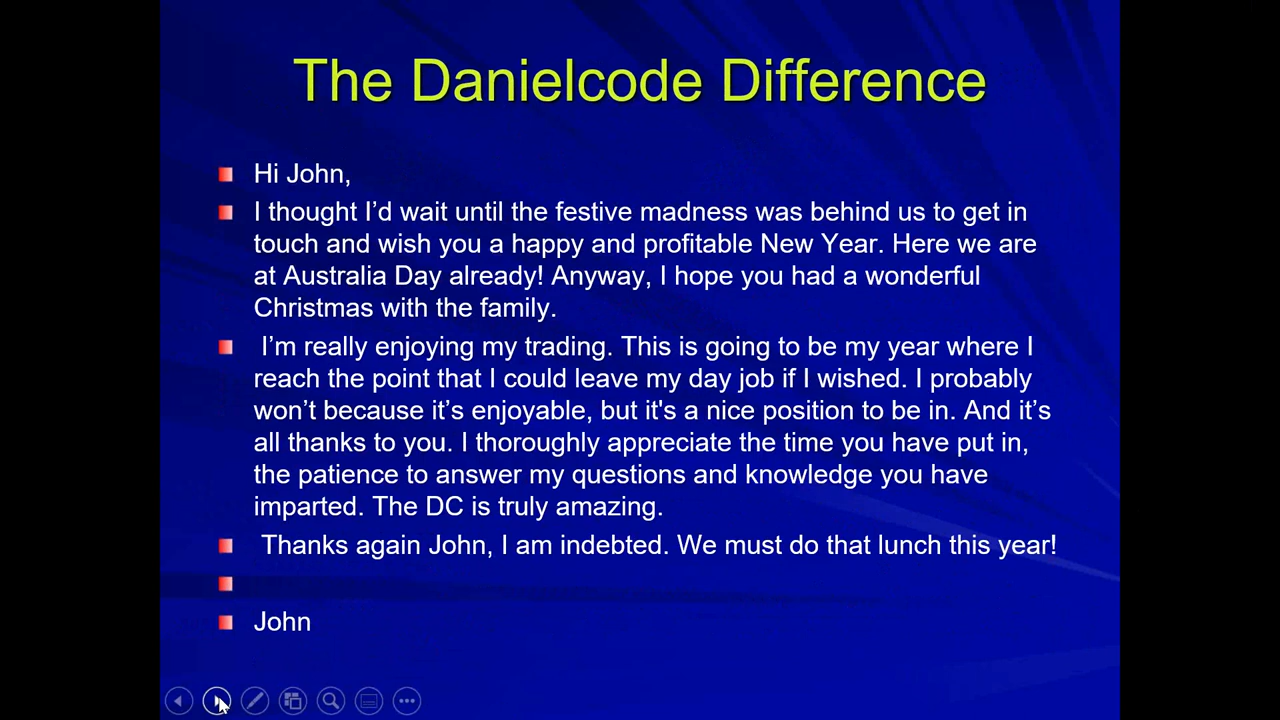 The Danielcode Difference
Hi John,
I thought I’d wait until the festive madness was behind us to get in
touch and wish you a happy and profitable New Year. Here we are
at Australia Day already! Anyway, I hope you had a wonderful
Christmas with the family.
I’m really enjoying my trading. This is going to be my year where I
reach the point that I could leave my day job if I wished. I probably
won’t because it’s enjoyable, but it's a nice position to be in. And it’s
all thanks to you. I thoroughly appreciate the time you have put in,
the patience to answer my questions and knowledge you have
imparted. The DC is truly amazing.
Thanks again John, I am indebted. We must do that lunch this year!
John